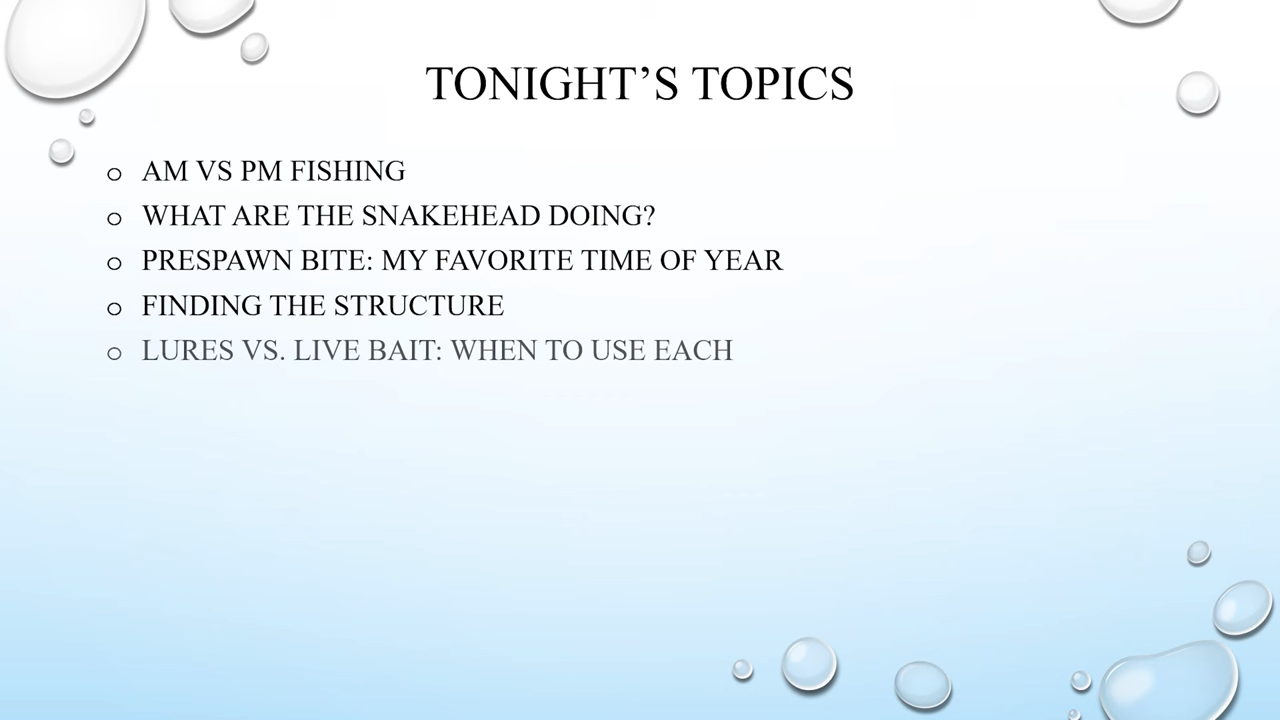 TONIGHT’S TOPICS
o AM VS PM FISHING
o WHAT ARE THE SNAKEHEAD DOING?
o PRESPAWN BITE: MY FAVORITE TIME OF YEAR
o FINDING THE STRUCTURE
o LURES VS. LIVE BAIT: WHEN TO USE EACH